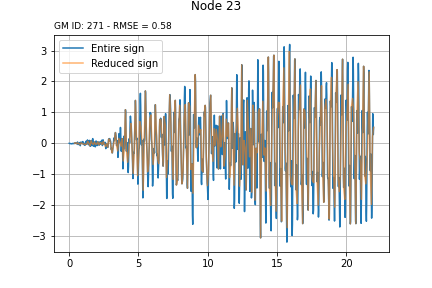 Node 23
GM ID: 271 - RMSE = 0.58
Entire sign
Reduced sign
3
2
1
0
−1
−2
−3
0 5 10 15 20